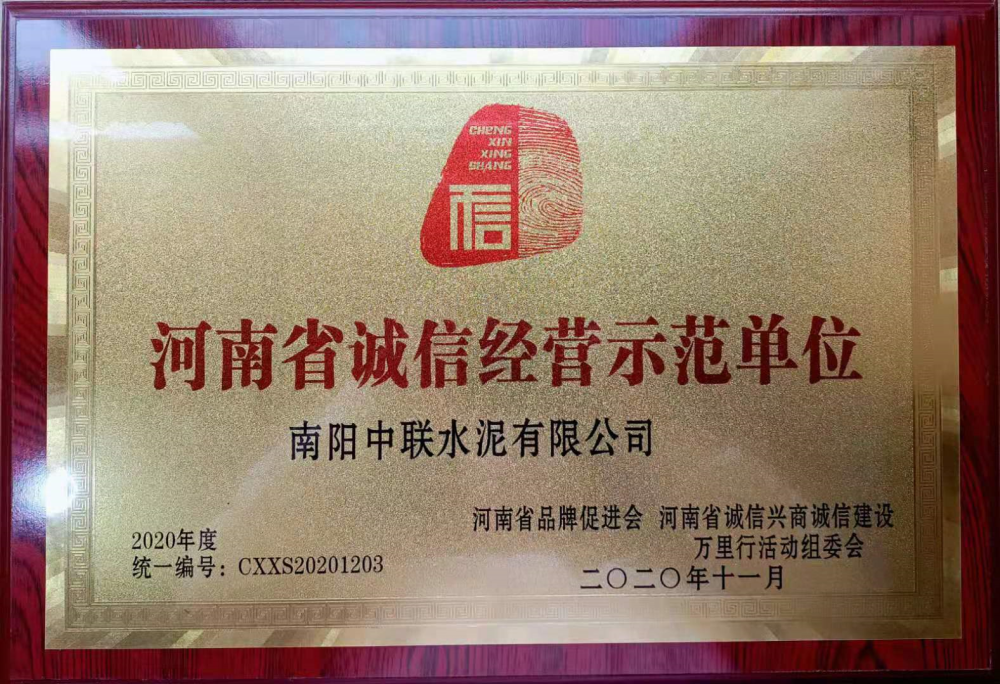 CHENG
XIN
XING
SHANG
信
河南省诚信经营示范单位
南阳中联水泥有限公司
河南省品牌促进会 河南省诚信兴商诚信建设
万里行活动组委会
二〇二〇年十一月
2020年度
统一编号：CXXS20201203